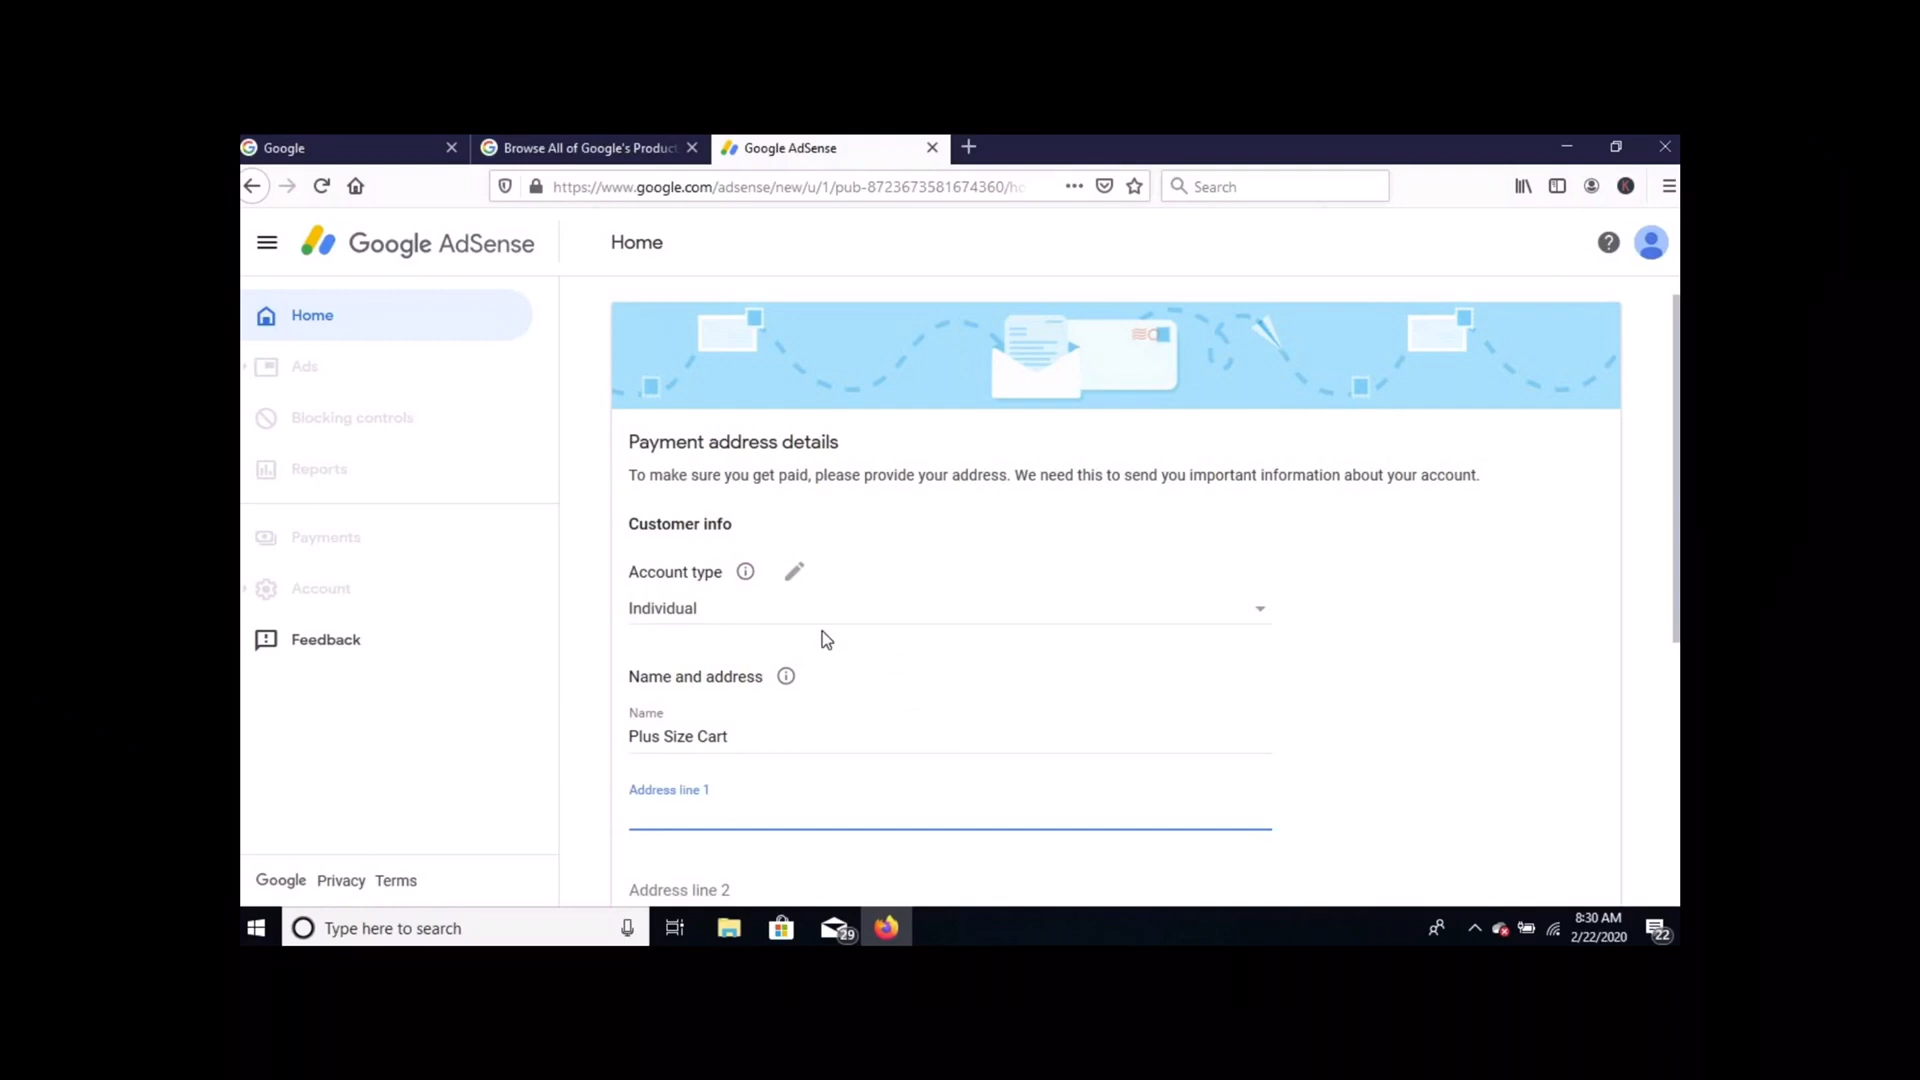 Google
Browse All of Google's Produc
Google AdSense
https://www.google.com/adsense/new/u/1/pub-8723673581674360/ho
Search
K
Google AdSense
Home
Home
Ads
Blocking controls
Reports
Payments
Account
Feedback
Google Privacy Terms
Payment address details
To make sure you get paid, please provide your address. We need this to send you important information about your account.
Customer info
Account type
Individual
Name and address
Name
Plus Size Cart
Address line 1
Address line 2
Type here to search
29
8:30 AM
2/22/2020
22